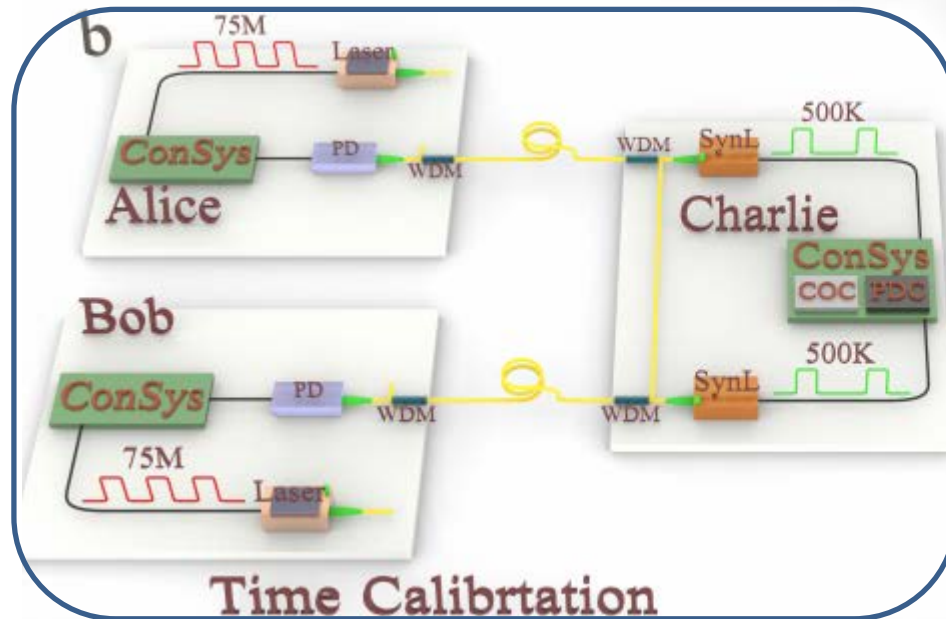 b
75M
Laser
ConSys
PD
WDM
Alice
WDM
SynL
500K
Charlie
ConSys
COC PDC
Bob
ConSys
PD
WDM
75M
Laser
WDM
SynL
500K
Time Calibrtation